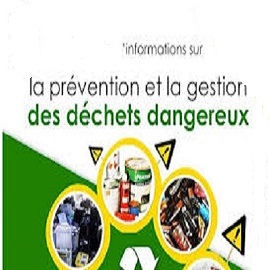 'informations sur
la prévention et la gestion
des déchets dangereux